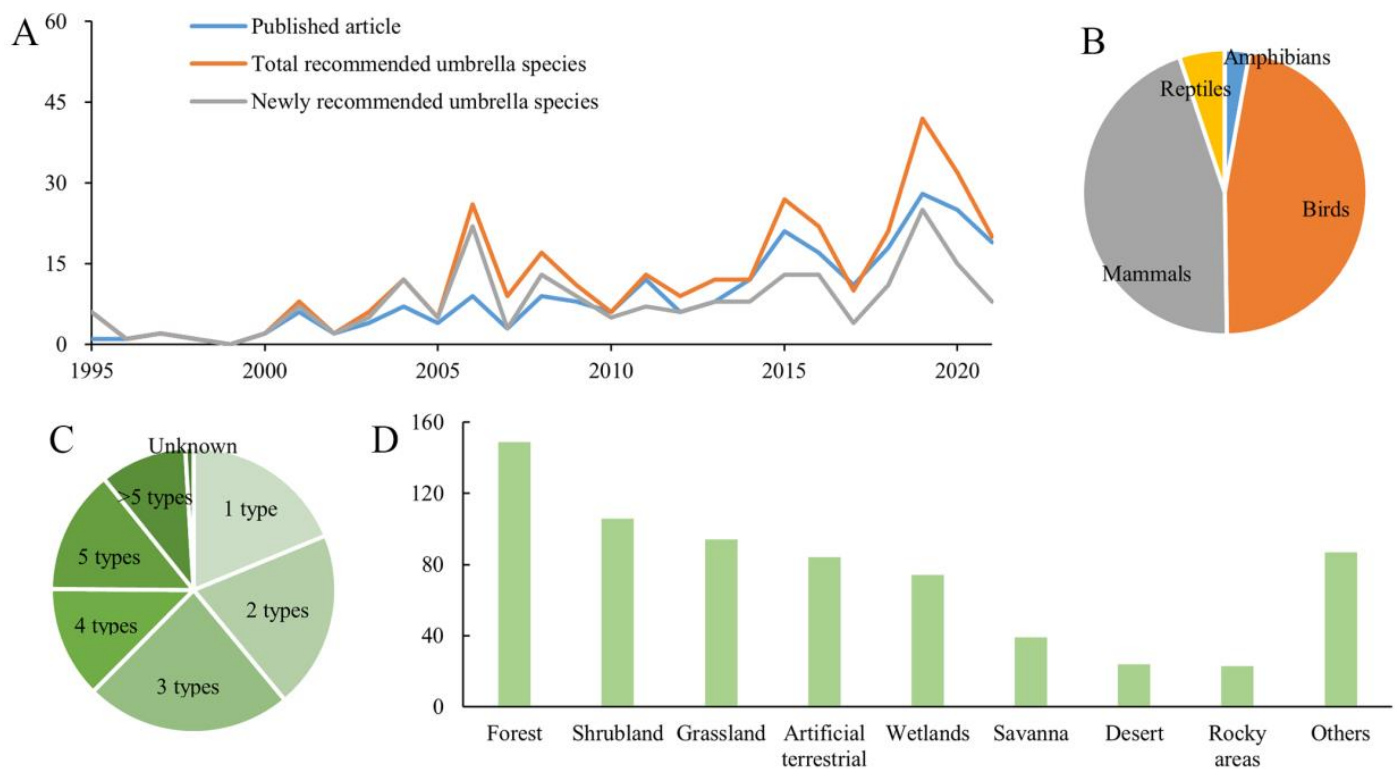 A
60
45
30
15
0
1995
2000
2005
2010
2015
2020
Published article
Total recommended umbrella species
Newly recommended umbrella species
B
Amphibians
Reptiles
Birds
Mammals
C
Unknown
>5 types
1 type
5 types
2 types
4 types
3 types
D
160
120
80
40
0
Forest
Shrubland
Grassland
Artificial
terrestrial
Wetlands
Savanna
Desert
Rocky
areas
Others